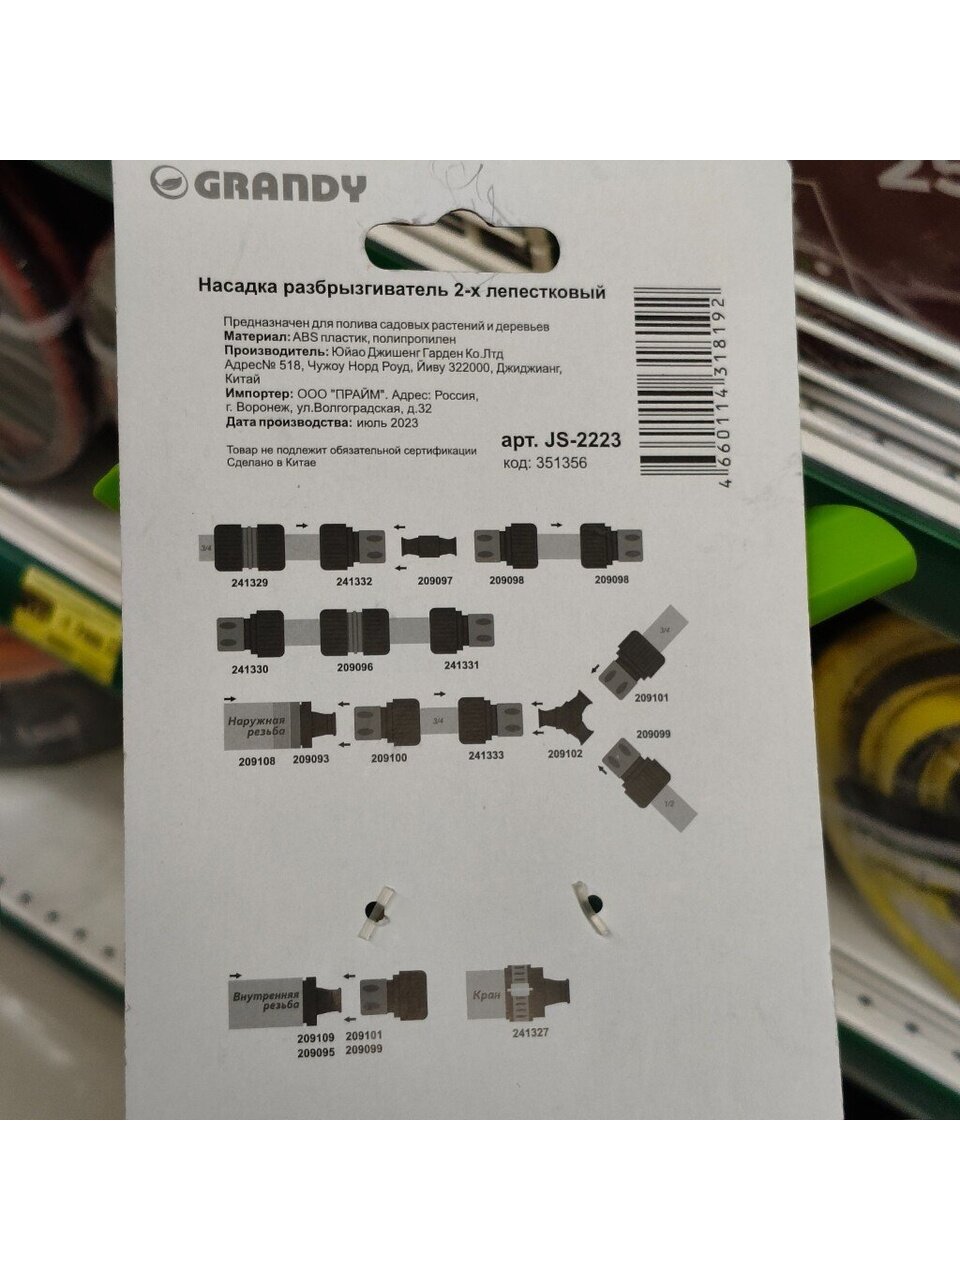 GRANDY
Насадка разбрызгиватель 2-х лепестковый
Предназначен для полива садовых растений и деревьев
Материал: ABS пластик, полипропилен
Производитель: Юйао Джишенг Гарден Ко.Лтд
Адрес№ 518, Чужоу Норд Роуд, Йиву 322000, Джиджианг,
Китай
Импортер: ООО "ПРАЙМ". Адрес: Россия,
г. Воронеж, ул.Волгоградская, д.32
Дата производства: июль 2023
Товар не подлежит обязательной сертификации
Сделано в Китае
арт. JS-2223
код: 351356
4 660114 318192
3/4
241329 241332 209097 209098 209098
241330 209096 241331
3/4
209101
Наружная
резьба
3/4
209108 209093 209100 241333 209102
209099
1/2
Внутренняя
резьба
209109 209101
209095 209099
Кран
241327
25